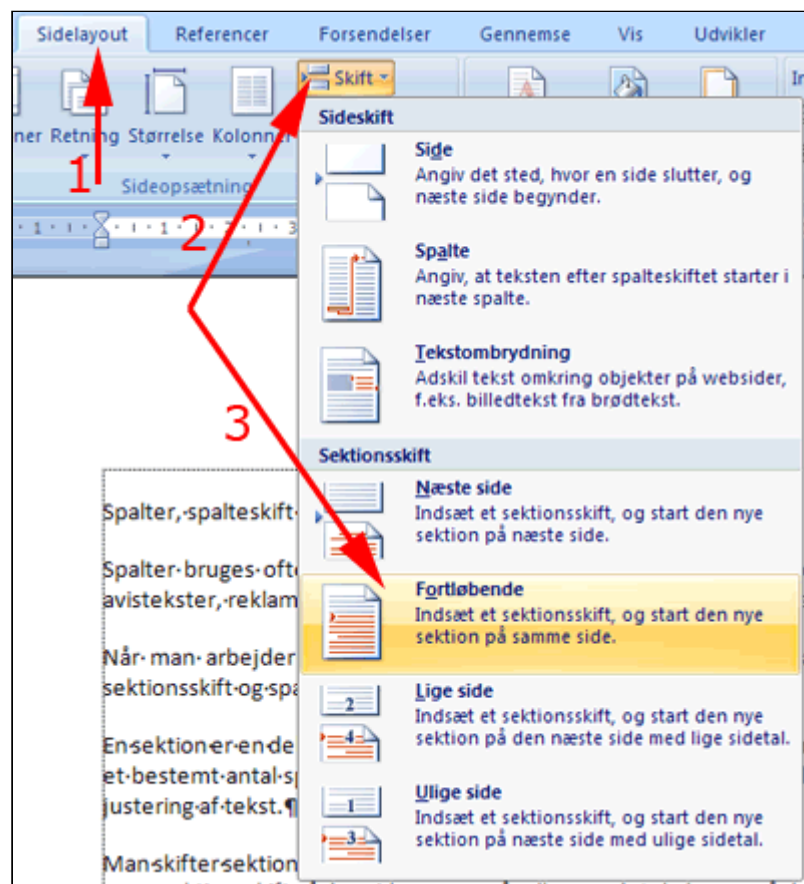 Sidelayout Referencer Forsendelser Gennemse Vis Udvikler
Skift
ner Retning Størrelse Kolonner
Sideopsætning
1
2
3
Sideskift
Side
Angiv det sted, hvor en side slutter, og
næste side begynder.
Spalte
Angiv, at teksten efter spalteskiftet starter i
næste spalte.
Tekstombrydning
Adskil tekst omkring objekter på websider,
f.eks. billedtekst fra brødtekst.
Sektionsskift
Næste side
Indsæt et sektionsskift, og start den nye
sektion på næste side.
Fortløbende
Indsæt et sektionsskift, og start den nye
sektion på samme side.
Lige side
Indsæt et sektionsskift, og start den nye
sektion på den næste side med lige sidetal.
Ulige side
Indsæt et sektionsskift, og start den nye
sektion på næste side med ulige sidetal.
Spalter,·spalteskift·
Spalter·bruges·oft
avistekster,·reklam
Når·man·arbejder
sektionsskift·og·spa
En·sektion·er·en·de
et·bestemt·antal·s
justering·af·tekst.¶
Man·skifter·sektion